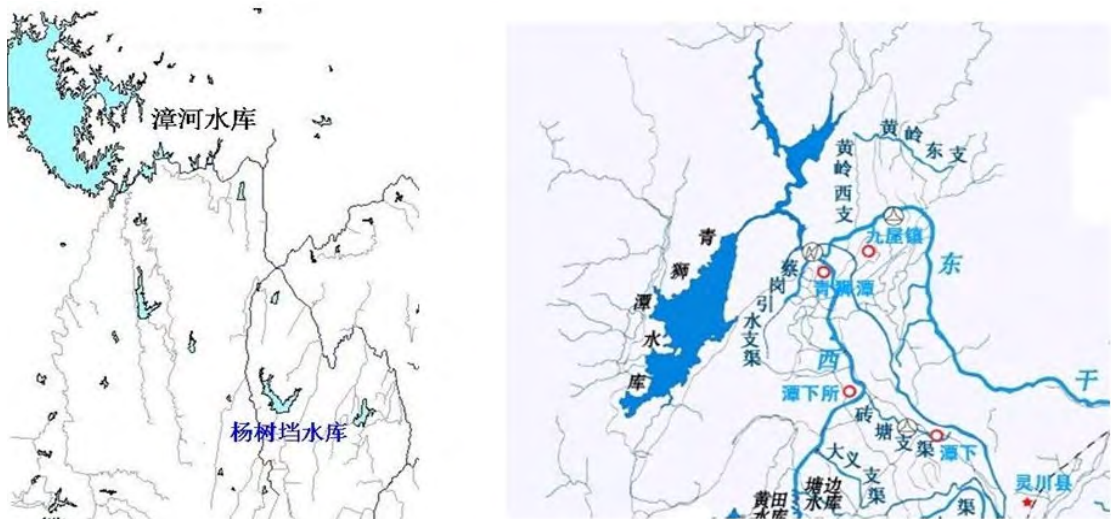 漳河水库
杨树垱水库
黄岭东支
黄岭西支
九屋镇
青狮潭
青狮潭水库
蔡岗引水支渠
东
西
干
潭下所
砖塘支渠
潭下
大义支渠
灵川县
塘边水库
黄田水库
渠